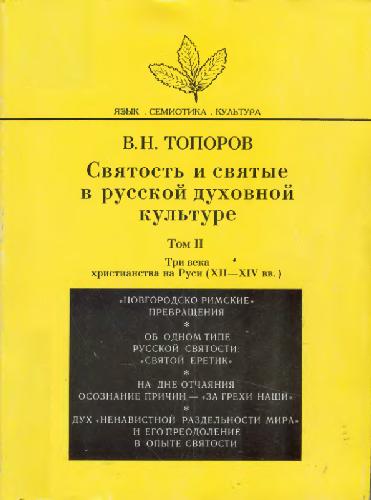 ЯЗЫК . СЕМИОТИКА . КУЛЬТУРА
В.Н. ТОПОРОВ
Святость и святые
в русской духовной
культуре
Том II
Три века
христианства на Руси (XII—XIV вв.)
«НОВГОРОДСКО РИМСКИЕ»
ПРЕВРАЩЕНИЯ
*
ОБ ОДНОМ ТИПЕ
РУССКОЙ СВЯТОСТИ:
«СВЯТОЙ ЕРЕТИК»
*
НА ДНЕ ОТЧАЯНИЯ
ОСОЗНАНИЕ ПРИЧИН — «ЗА ГРЕХИ НАШИ»
*
ДУХ «НЕНАВИСТНОЙ РАЗДЕЛЬНОСТИ МИРА»
И ЕГО ПРЕОДОЛЕНИЕ
В ОПЫТЕ СВЯТОСТИ